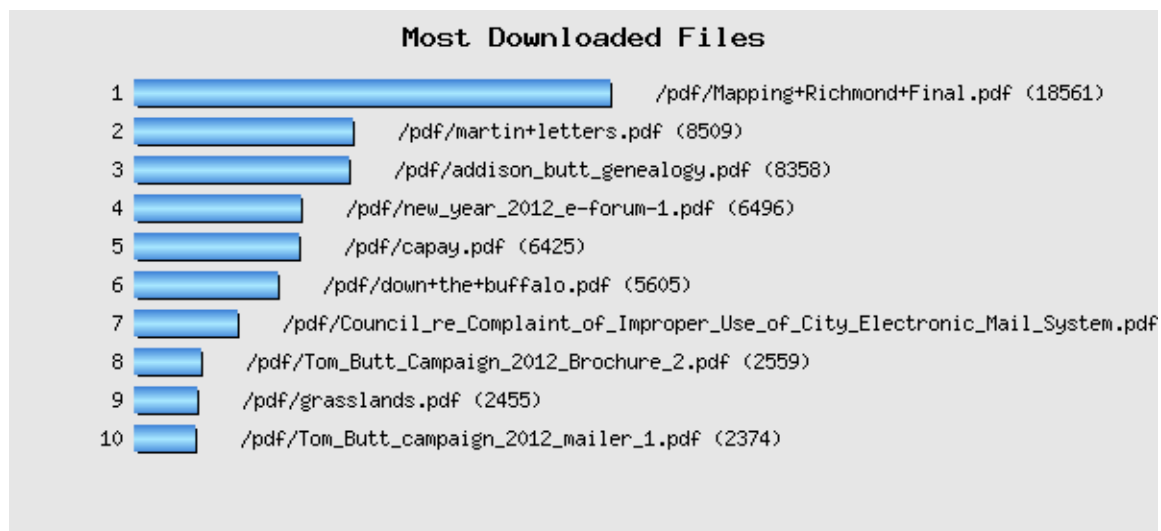 Most Downloaded Files
1 /pdf/Mapping+Richmond+Final.pdf (18561)
2 /pdf/martin+letters.pdf (8509)
3 /pdf/addison_butt_genealogy.pdf (8358)
4 /pdf/new_year_2012_e-forum-1.pdf (6496)
5 /pdf/capay.pdf (6425)
6 /pdf/down+the+buffalo.pdf (5605)
7 /pdf/Council_re_Complaint_of_Improper_Use_of_City_Electronic_Mail_System.pdf
8 /pdf/Tom_Butt_Campaign_2012_Brochure_2.pdf (2559)
9 /pdf/grasslands.pdf (2455)
10 /pdf/Tom_Butt_campaign_2012_mailer_1.pdf (2374)